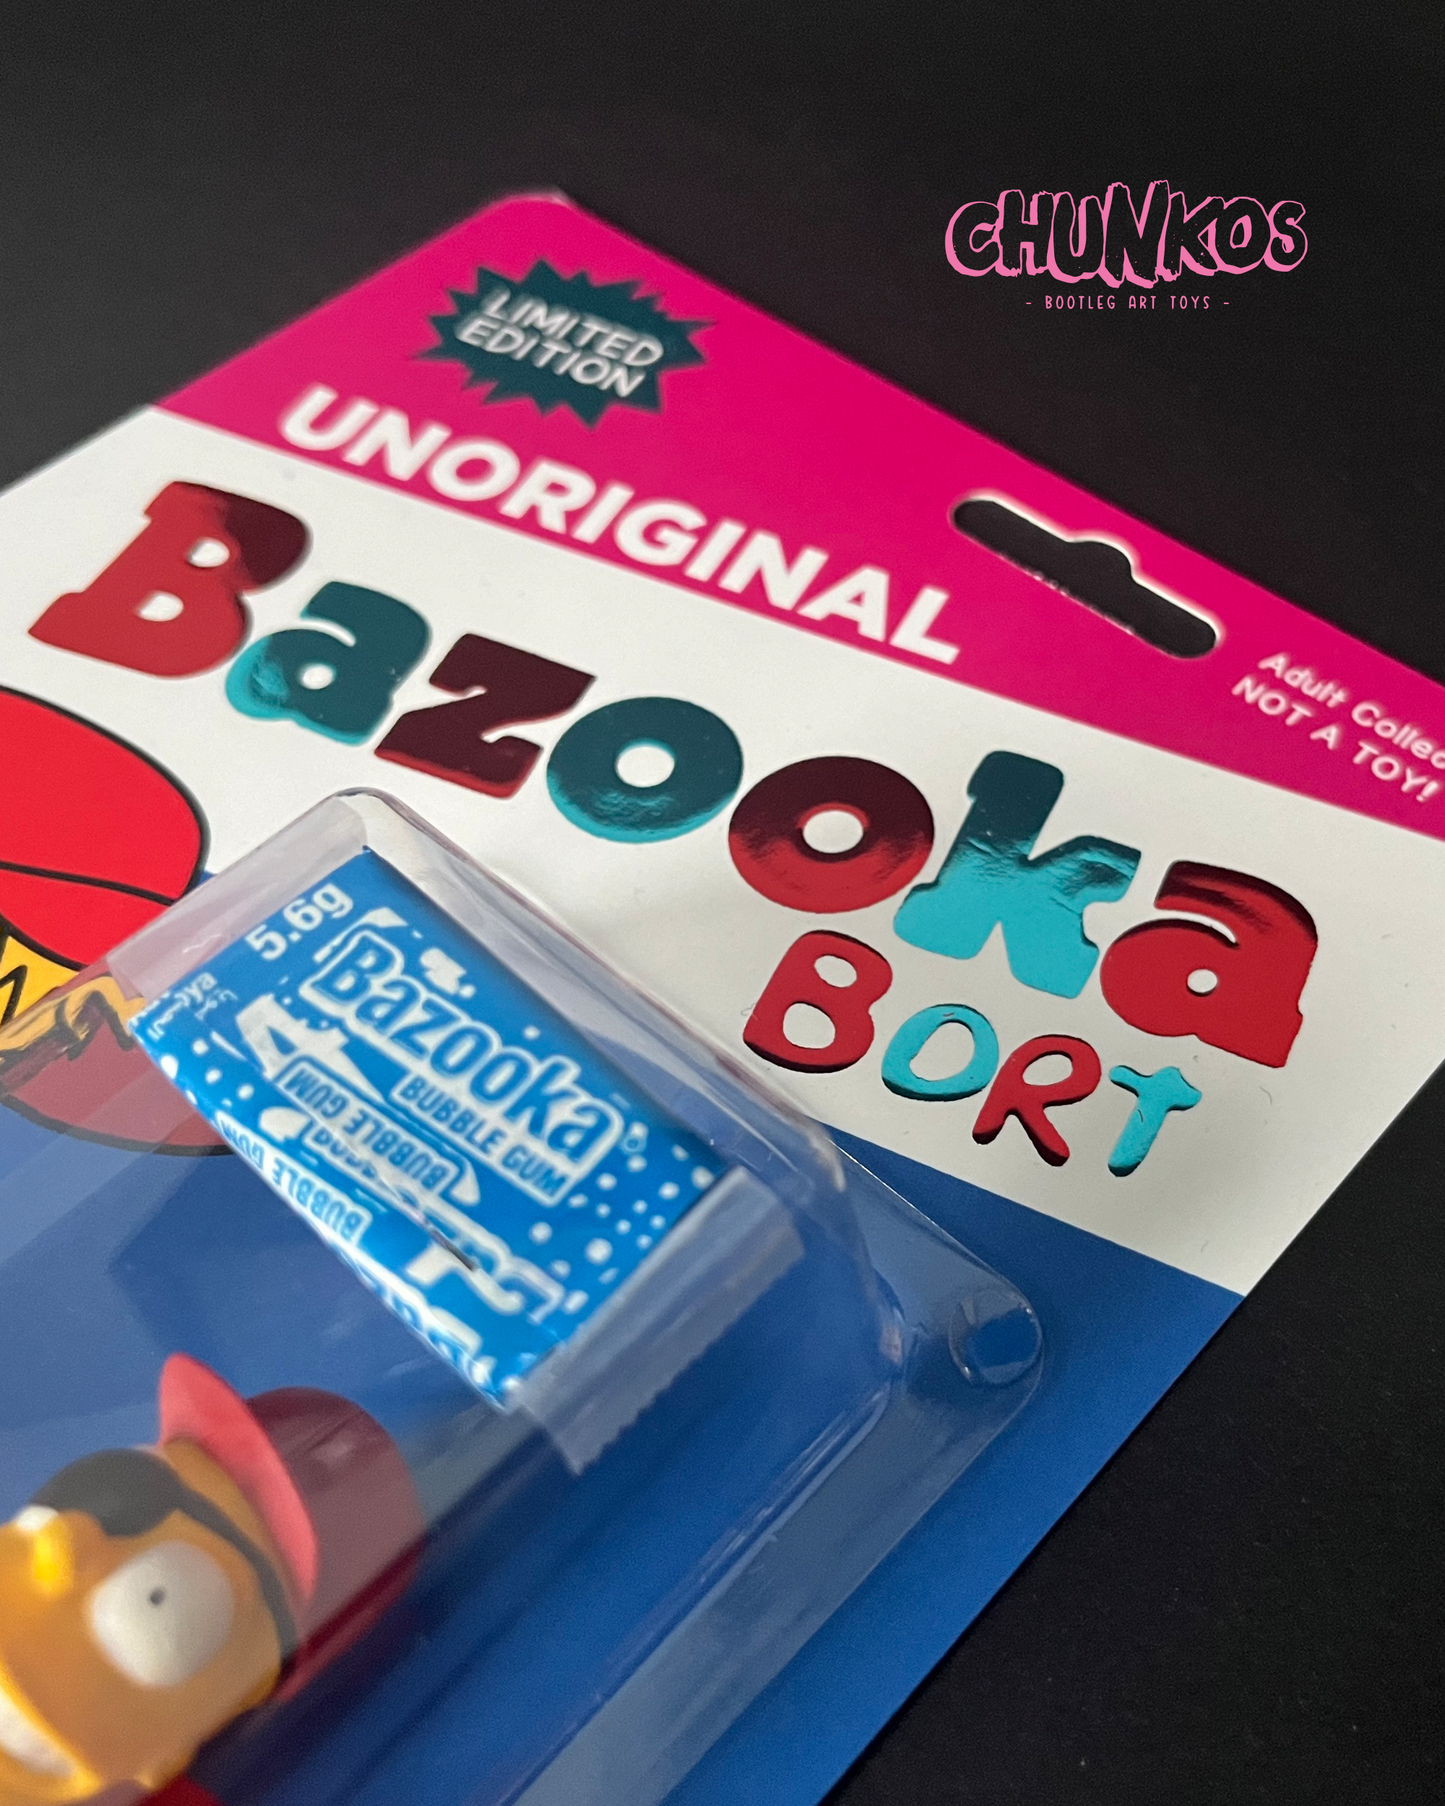 CHUNKOS
- BOOTLEG ART TOYS -
LIMITED
EDITION
UNORIGINAL
Adult
NOT A TOY!
Bazooka
BORT
5.6g
Bazooka®
BUBBLE GUM
BUBBLE GUM
BUBBLE GUM
BUBBLE